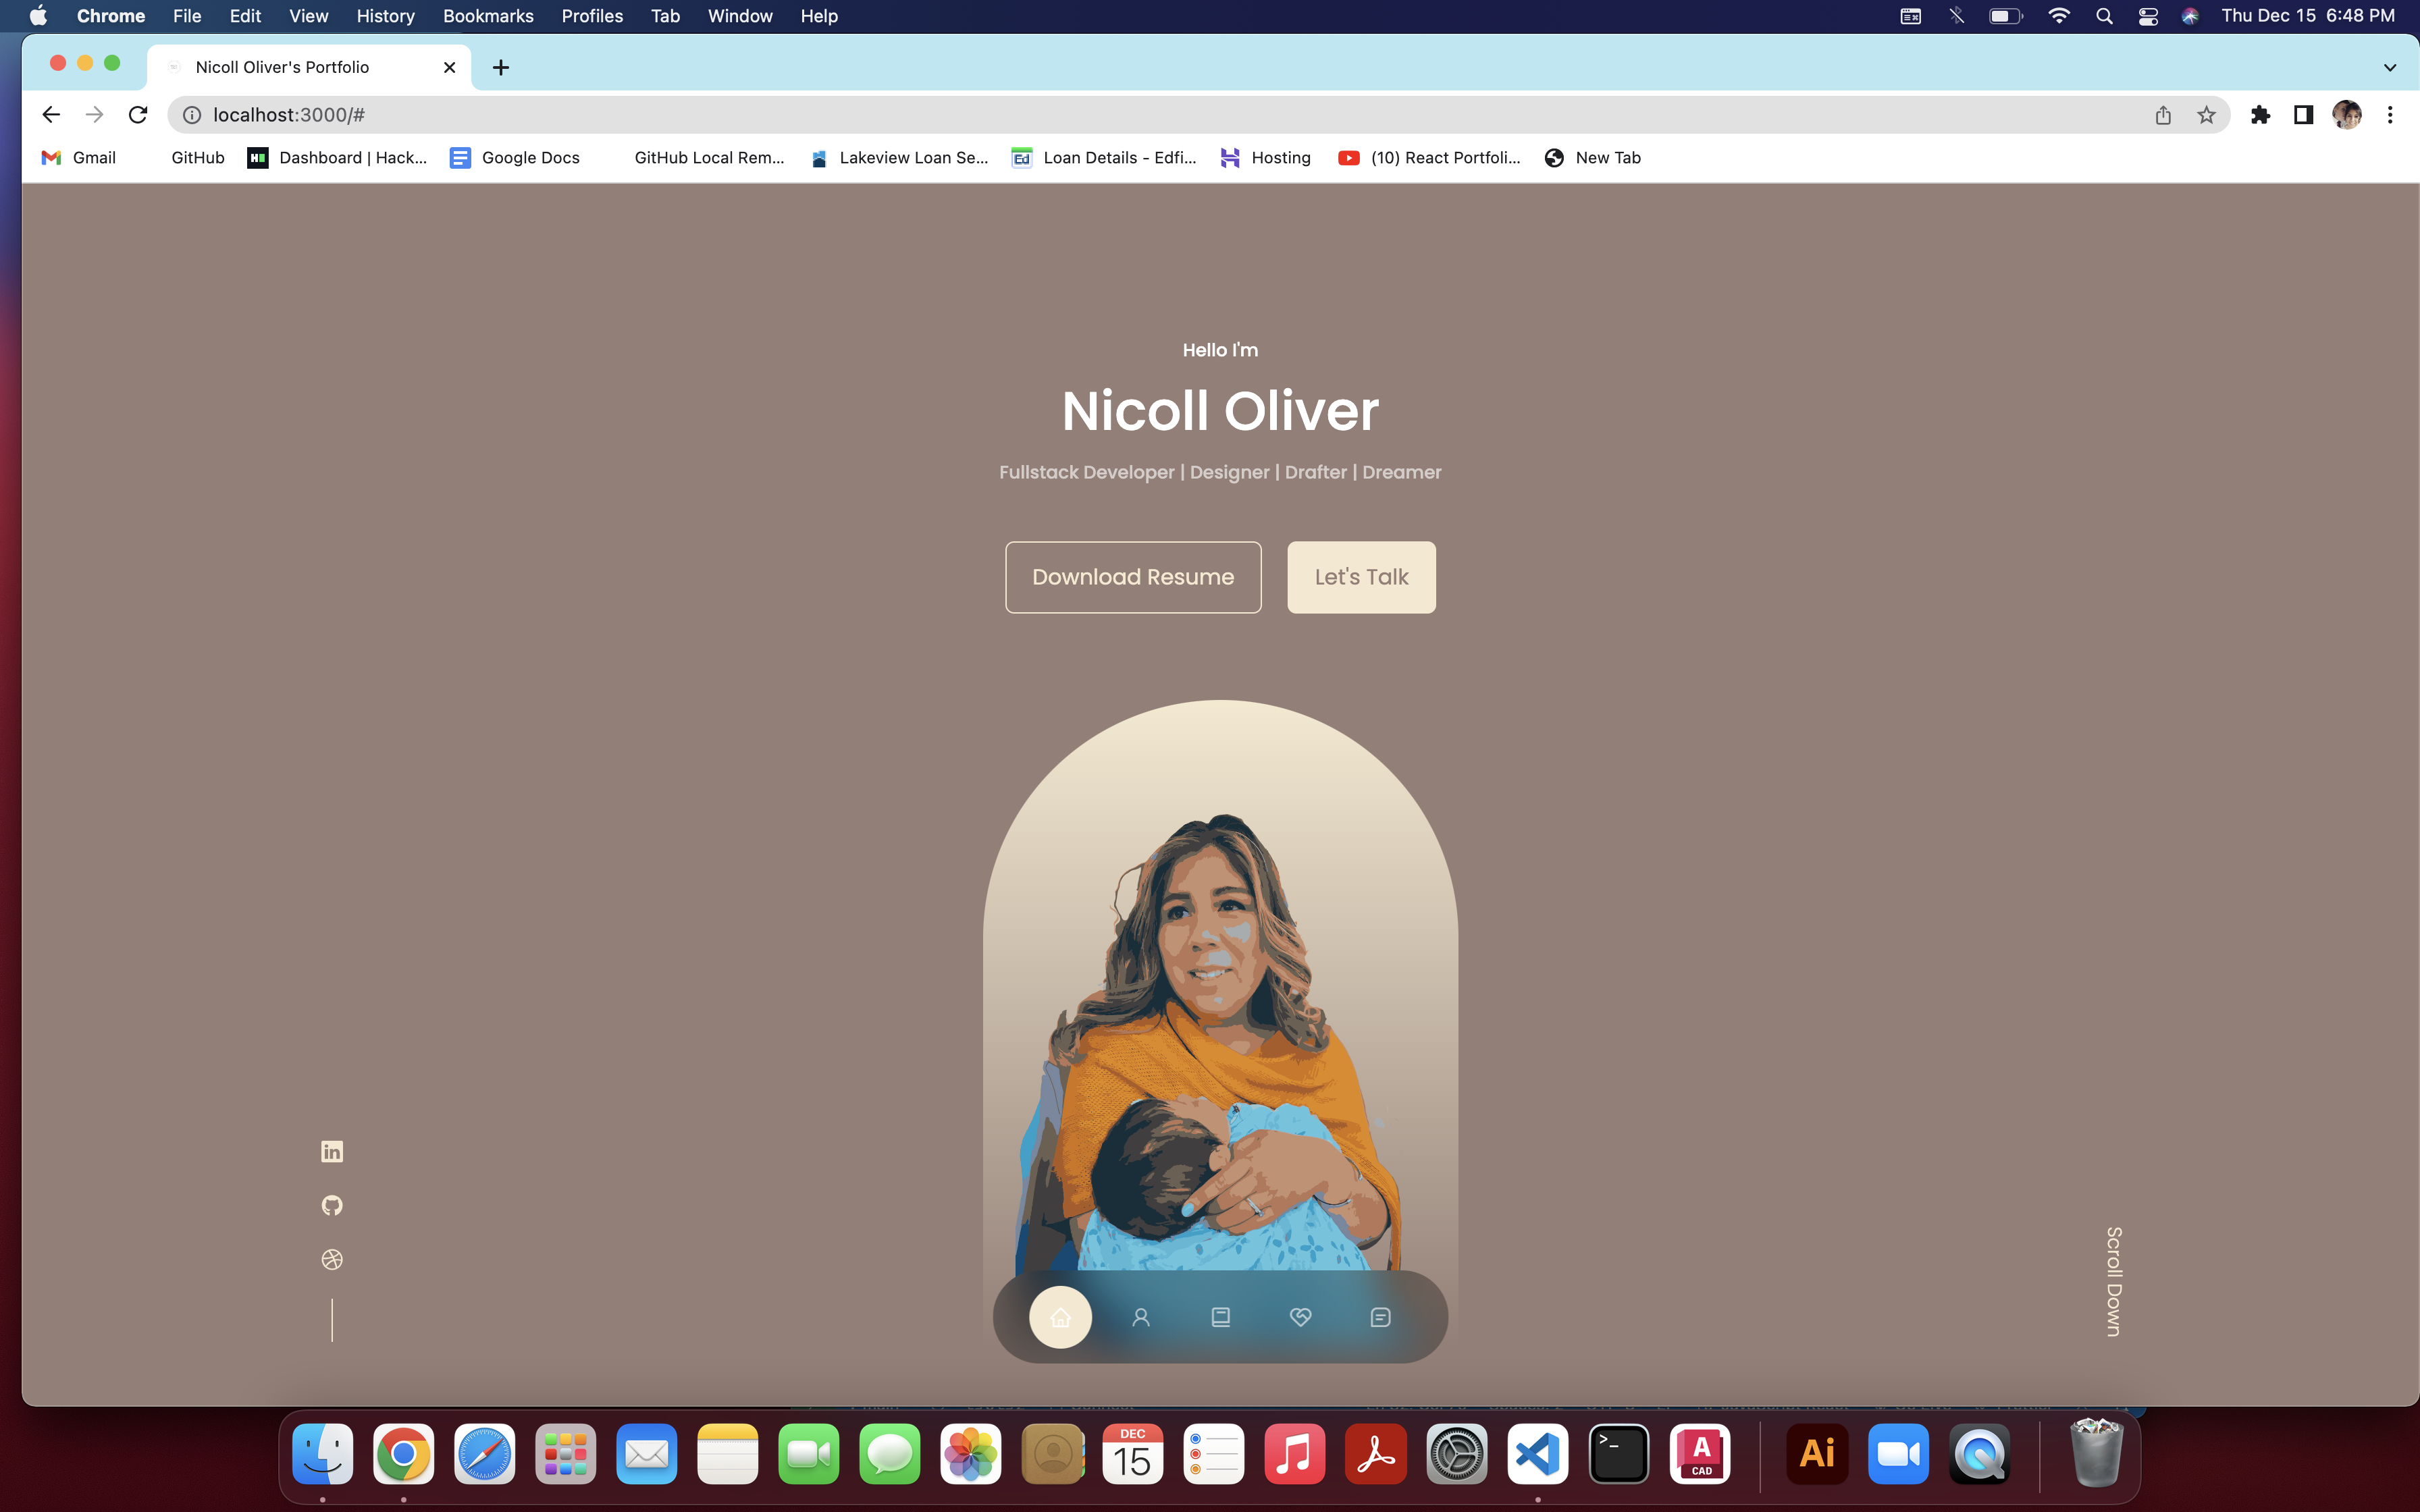 Chrome File Edit View History Bookmarks Profiles Tab Window Help Thu Dec 15 6:48 PM
Nicoll Oliver's Portfolio
localhost:3000/#
Gmail GitHub Dashboard | Hack... Google Docs GitHub Local Rem... Lakeview Loan Se... Loan Details - Edfi... Hosting (10) React Portfoli... New Tab
Hello I'm
Nicoll Oliver
Fullstack Developer | Designer | Drafter | Dreamer
Download Resume Let's Talk
in
Scroll Down
DEC
15
>_
A
CAD
Ai